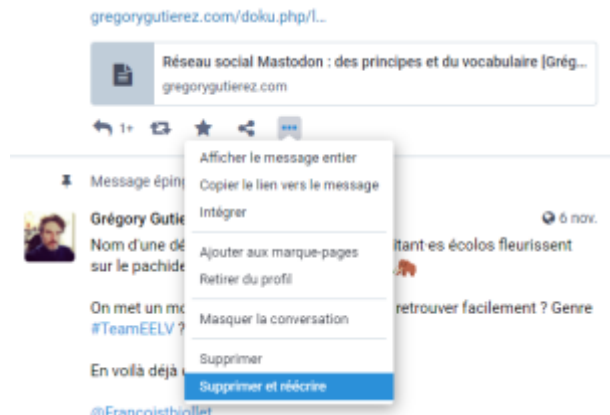 gregorygutierez.com/doku.php/l...
Réseau social Mastodon : des principes et du vocabulaire [Grég...
gregorygutierez.com
1+
Afficher le message entier
Message éping
Copier le lien vers le message
Intégrer
Grégory Gutie
6 nov.
Nom d'une dé
Ajouter aux marque-pages
itant·es écolos fleurissent
sur le pachide
Retirer du profil
On met un mo
retrouver facilement ? Genre
Masquer la conversation
#TeamEELV ?
Supprimer
En voilà déjà
Supprimer et réécrire
@Francoisthiollet